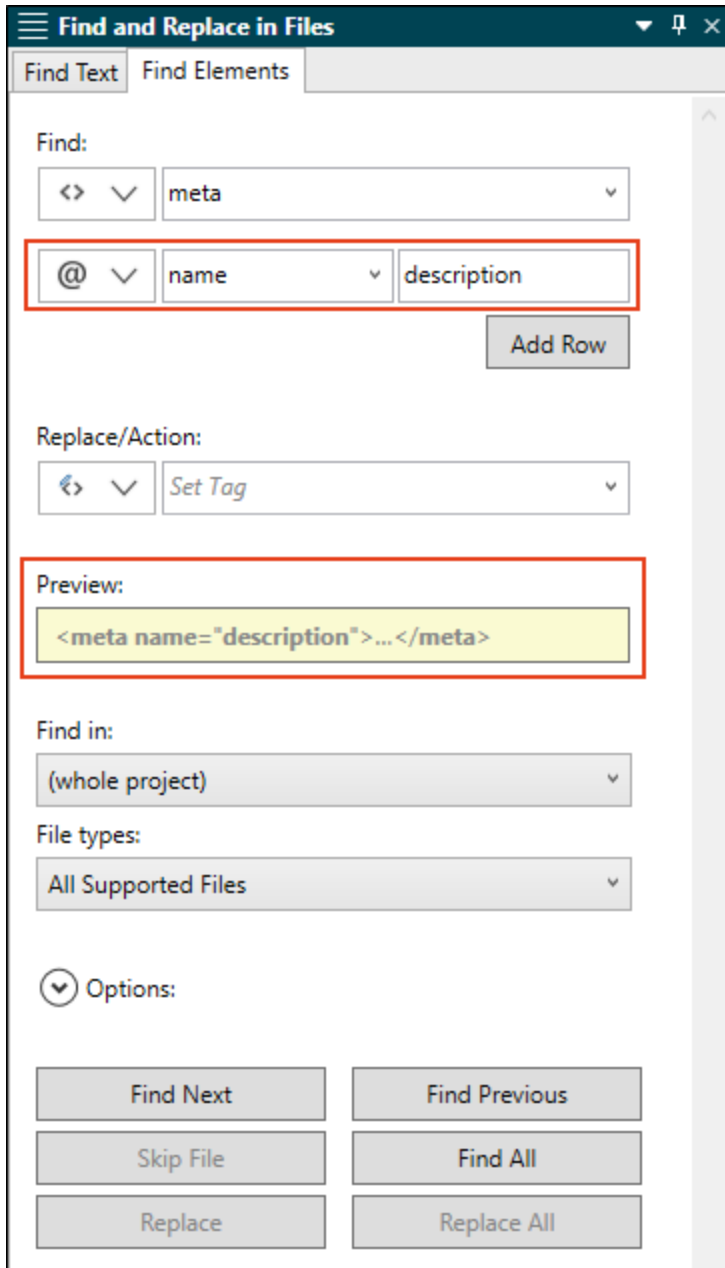 Find and Replace in Files
Find Text Find Elements
Find:
<> meta
@ name description
Add Row
Replace/Action:
<> Set Tag
Preview:
<meta name="description">...</meta>
Find in:
(whole project)
File types:
All Supported Files
Options:
Find Next Find Previous
Skip File Find All
Replace Replace All